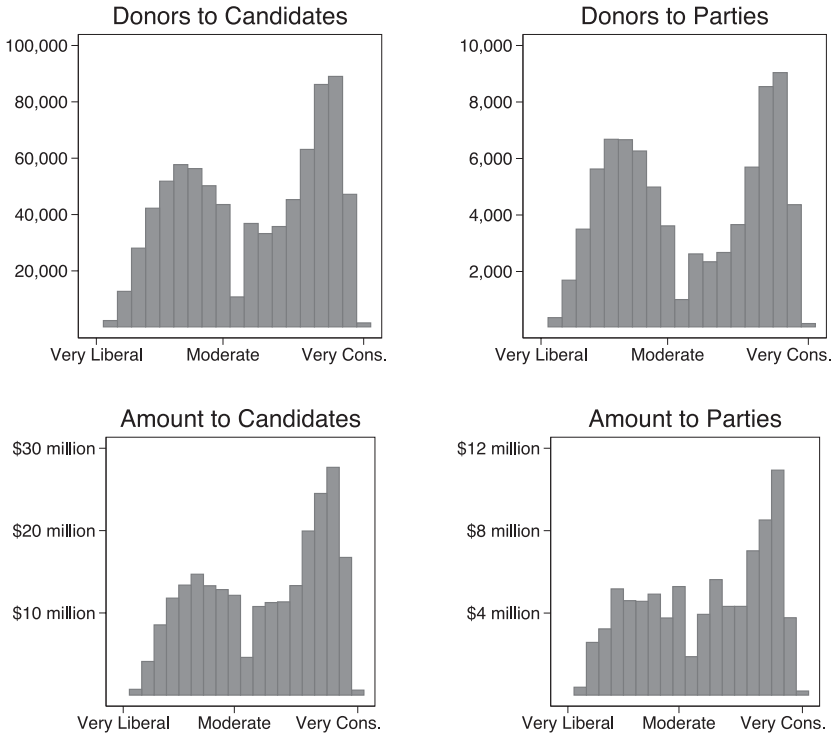 Donors to Candidates
100,000
80,000
60,000
40,000
20,000
Very Liberal Moderate Very Cons.
Donors to Parties
10,000
8,000
6,000
4,000
2,000
Very Liberal Moderate Very Cons.
Amount to Candidates
$30 million
$20 million
$10 million
Very Liberal Moderate Very Cons.
Amount to Parties
$12 million
$8 million
$4 million
Very Liberal Moderate Very Cons.